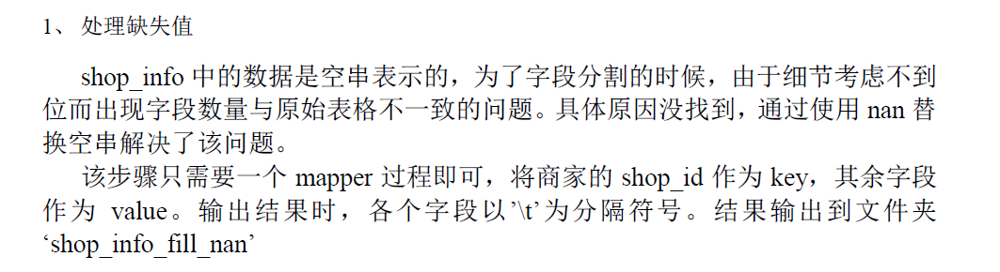 1、 处理缺失值
shop_info 中的数据是空串表示的，为了字段分割的时候，由于细节考虑不到
位而出现字段数量与原始表格不一致的问题。具体原因没找到，通过使用 nan 替
换空串解决了该问题。
该步骤只需要一个 mapper 过程即可，将商家的 shop_id 作为 key，其余字段
作为 value。输出结果时，各个字段以’\t’为分隔符号。结果输出到文件夹
‘shop_info_fill_nan’